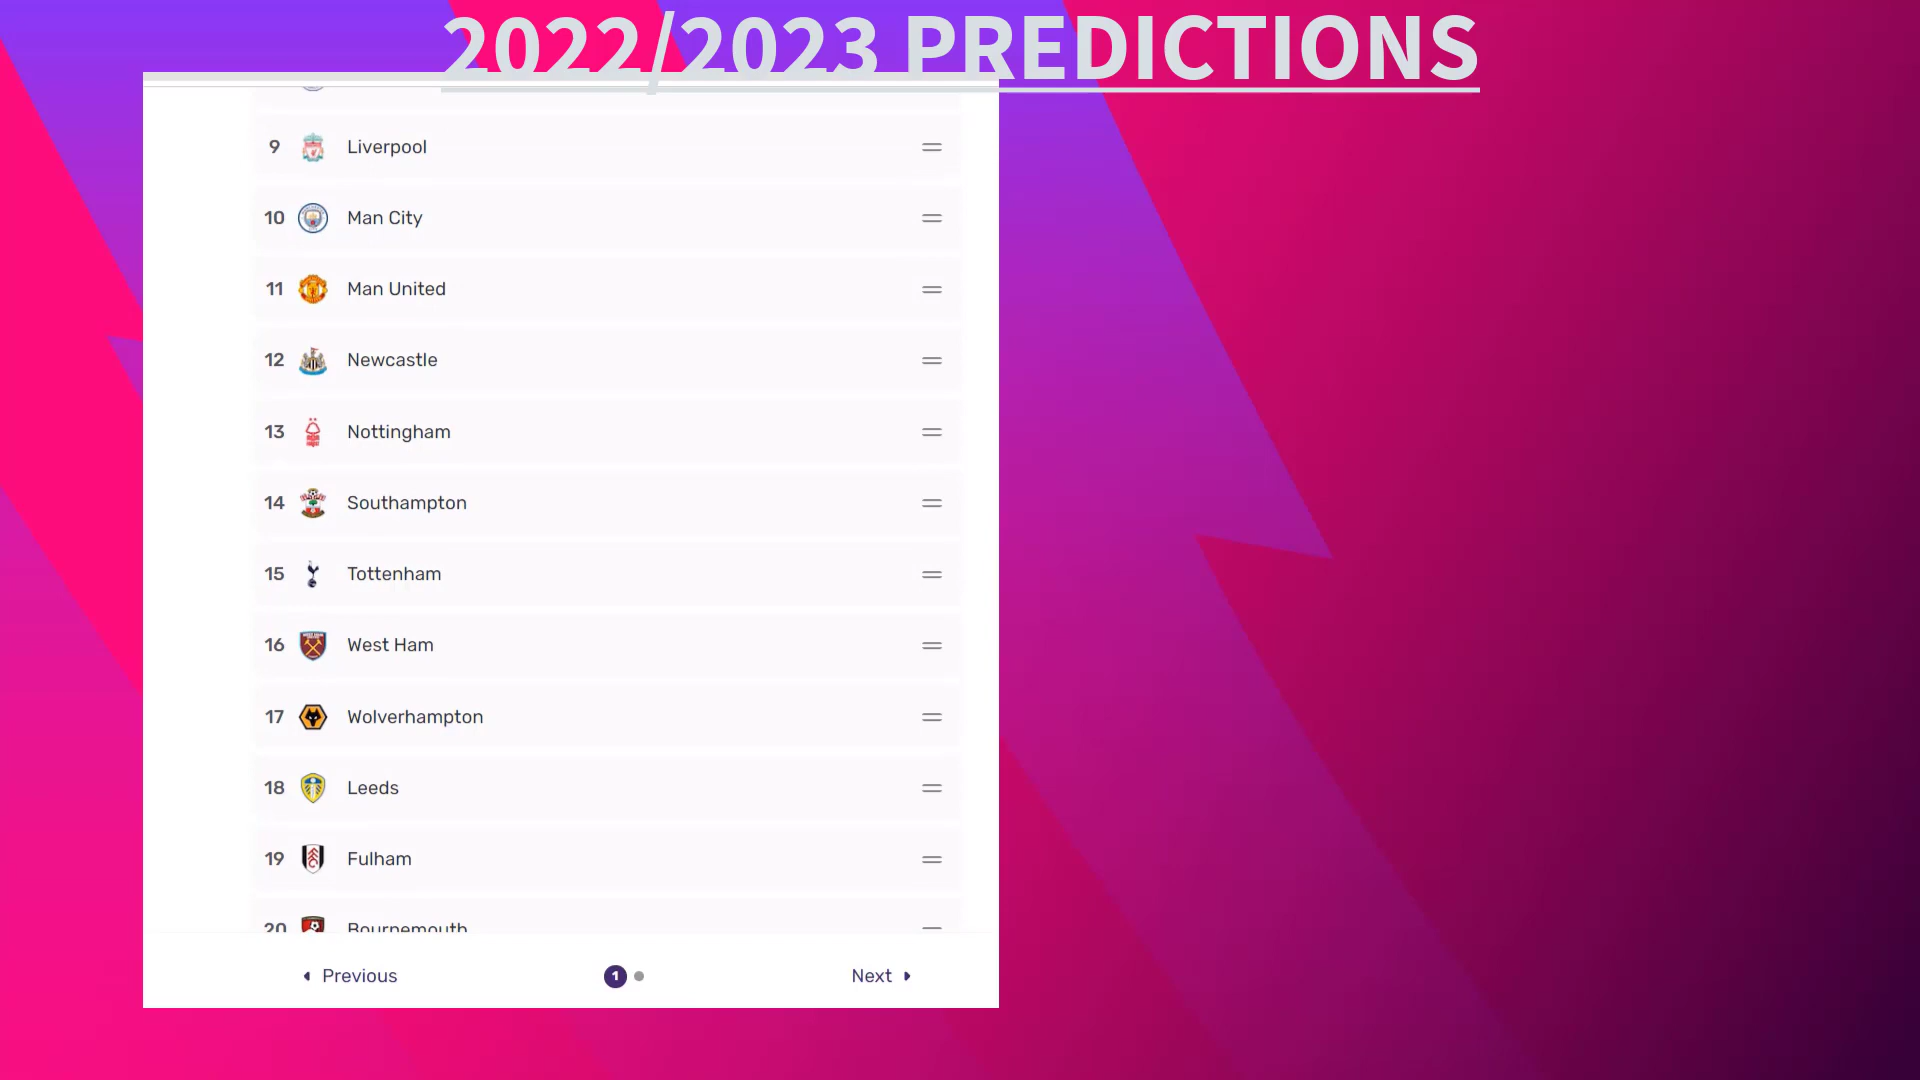 2022/2023 PREDICTIONS
9 Liverpool
10 Man City
11 Man United
12 Newcastle
13 Nottingham
14 Southampton
15 Tottenham
16 West Ham
17 Wolverhampton
18 Leeds
19 Fulham
20 Bournemouth
Previous 1 Next